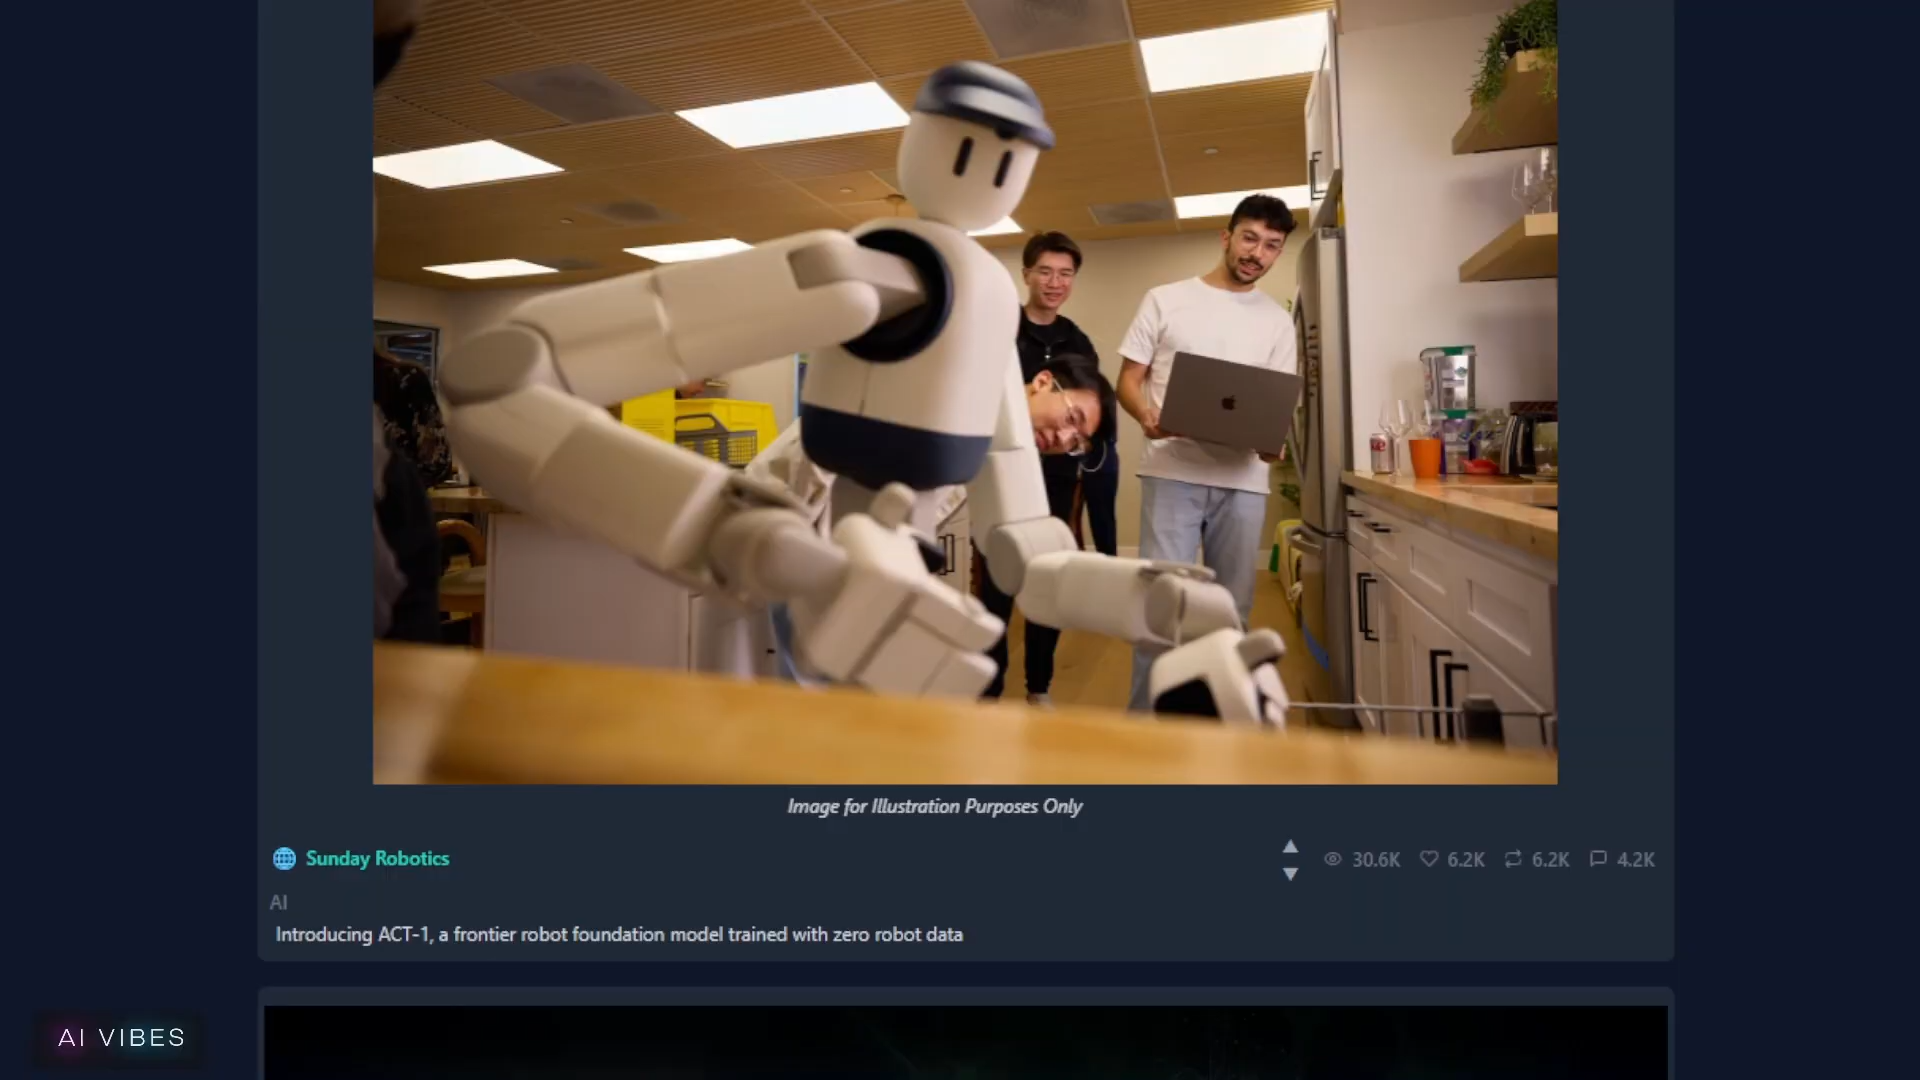 Image for Illustration Purposes Only
Sunday Robotics
30.6K 6.2K 6.2K 4.2K
AI
Introducing ACT-1, a frontier robot foundation model trained with zero robot data
AI VIBES